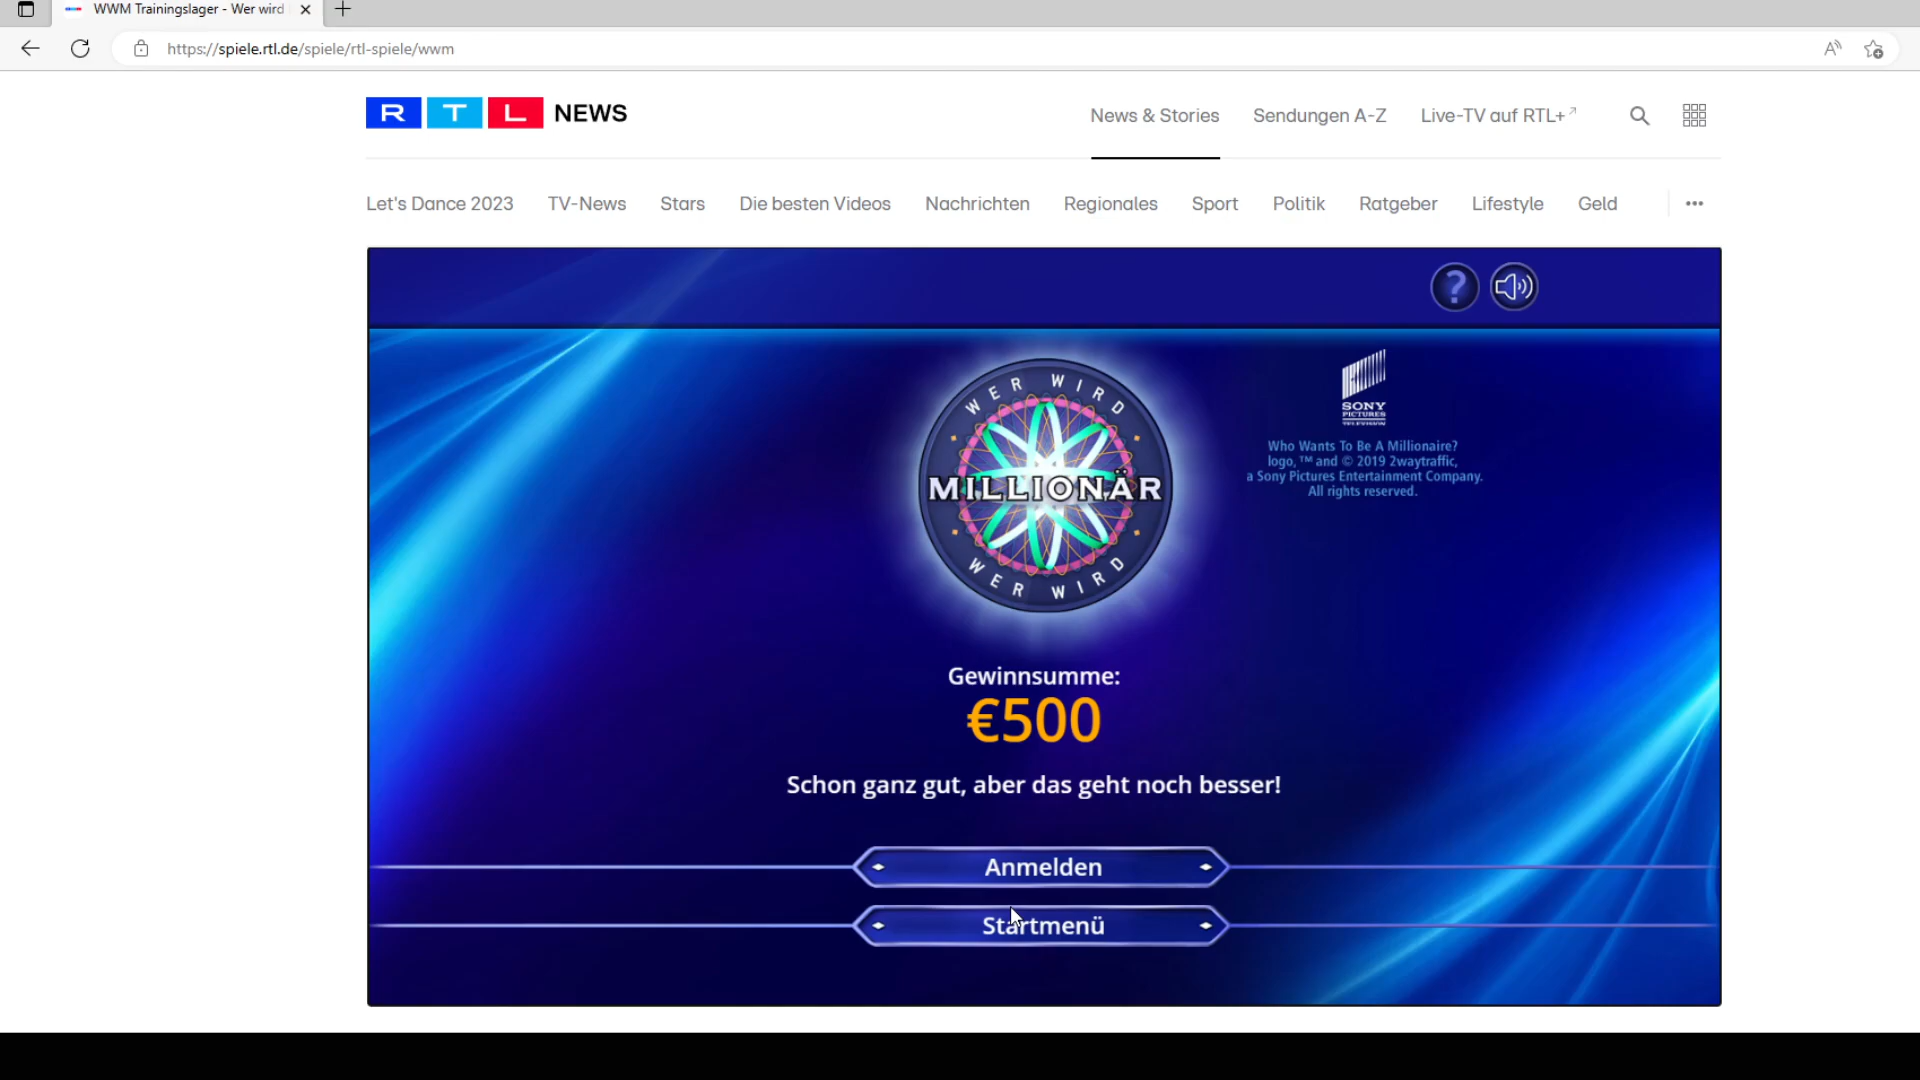 WWM Trainingslager - Wer wird
https://spiele.rtl.de/spiele/rtl-spiele/wwm
RTL NEWS
News & Stories
Sendungen A-Z
Live-TV auf RTL+
Let's Dance 2023
TV-News
Stars
Die besten Videos
Nachrichten
Regionales
Sport
Politik
Ratgeber
Lifestyle
Geld
?
WER WIRD
MILLIONÄR
WER WIRD
SONY
PICTURES
TELEVISION
Who Wants To Be A Millionaire?
logo, ™ and © 2019 2waytraffic,
a Sony Pictures Entertainment Company.
All rights reserved.
Gewinnsumme:
€500
Schon ganz gut, aber das geht noch besser!
Anmelden
Startmenü